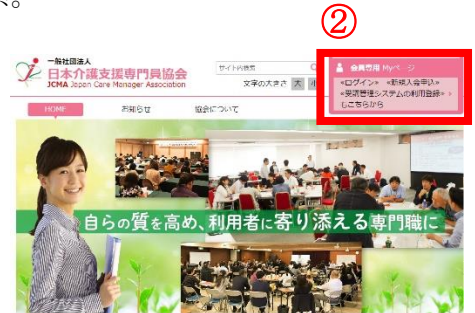 す。
②
一般社団法人
日本介護支援専門員協会
JCMA Japan Care Manager Association
サイト内検索
文字の大きさ 大 小
会員専用 Myページ
«ログイン» «新規入会申込»
«受講管理システムの利用登録»
はこちらから
HOME お知らせ 協会について
自らの質を高め、利用者に寄り添える専門職に